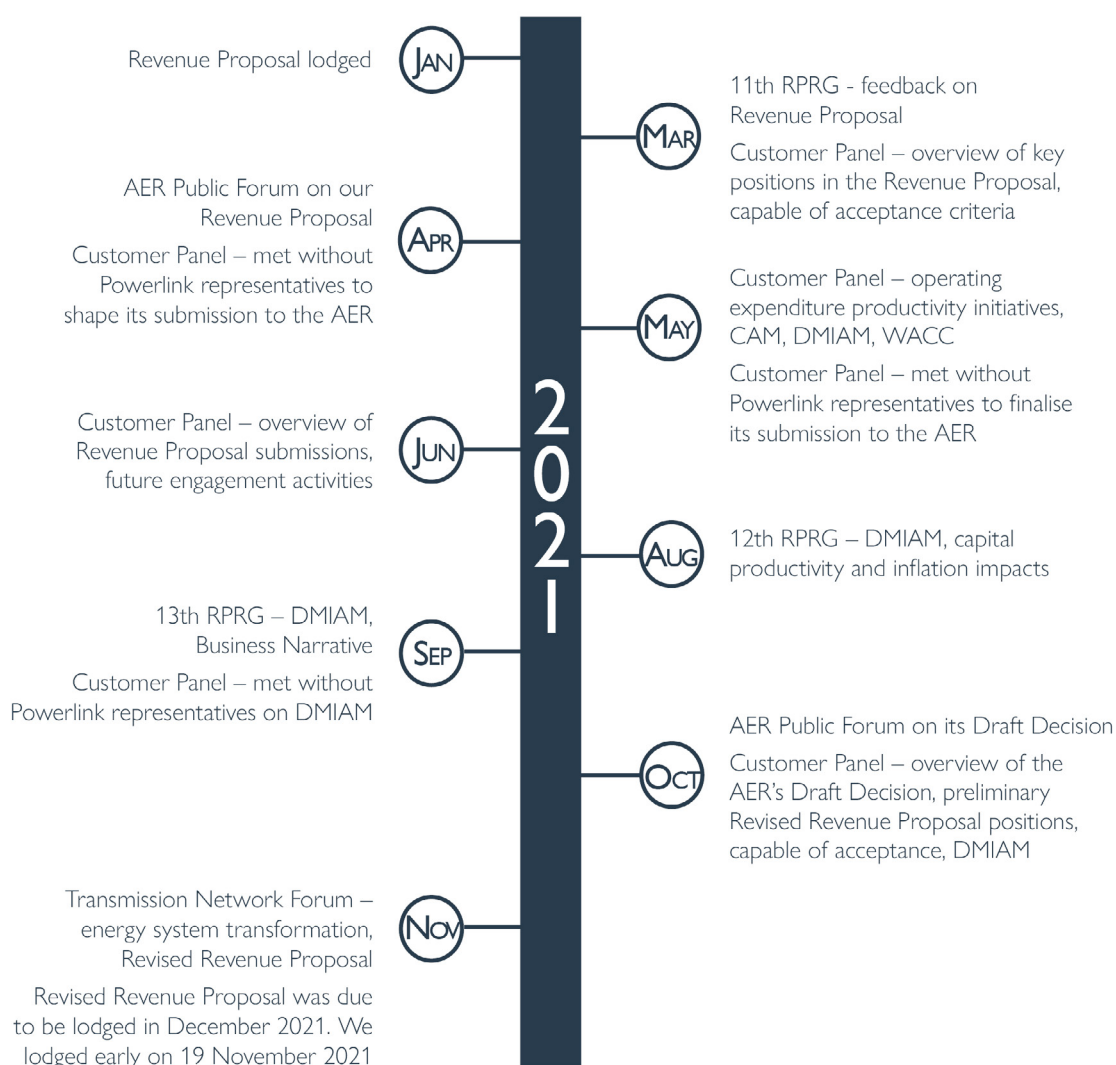 Revenue Proposal lodged
JAN
MAR
11th RPRG - feedback on
Revenue Proposal
Customer Panel – overview of key
positions in the Revenue Proposal,
capable of acceptance criteria
AER Public Forum on our
Revenue Proposal
Customer Panel – met without
Powerlink representatives to
shape its submission to the AER
APR
MAY
Customer Panel – operating
expenditure productivity initiatives,
CAM, DMIAM, WACC
Customer Panel – met without
Powerlink representatives to finalise
its submission to the AER
2021
Customer Panel – overview of
Revenue Proposal submissions,
future engagement activities
JUN
AUG
12th RPRG – DMIAM, capital
productivity and inflation impacts
13th RPRG – DMIAM,
Business Narrative
Customer Panel – met without
Powerlink representatives on DMIAM
SEP
OCT
AER Public Forum on its Draft Decision
Customer Panel – overview of the
AER's Draft Decision, preliminary
Revised Revenue Proposal positions,
capable of acceptance, DMIAM
Transmission Network Forum –
energy system transformation,
Revised Revenue Proposal
Revised Revenue Proposal was due
to be lodged in December 2021. We
lodged early on 19 November 2021
NOV